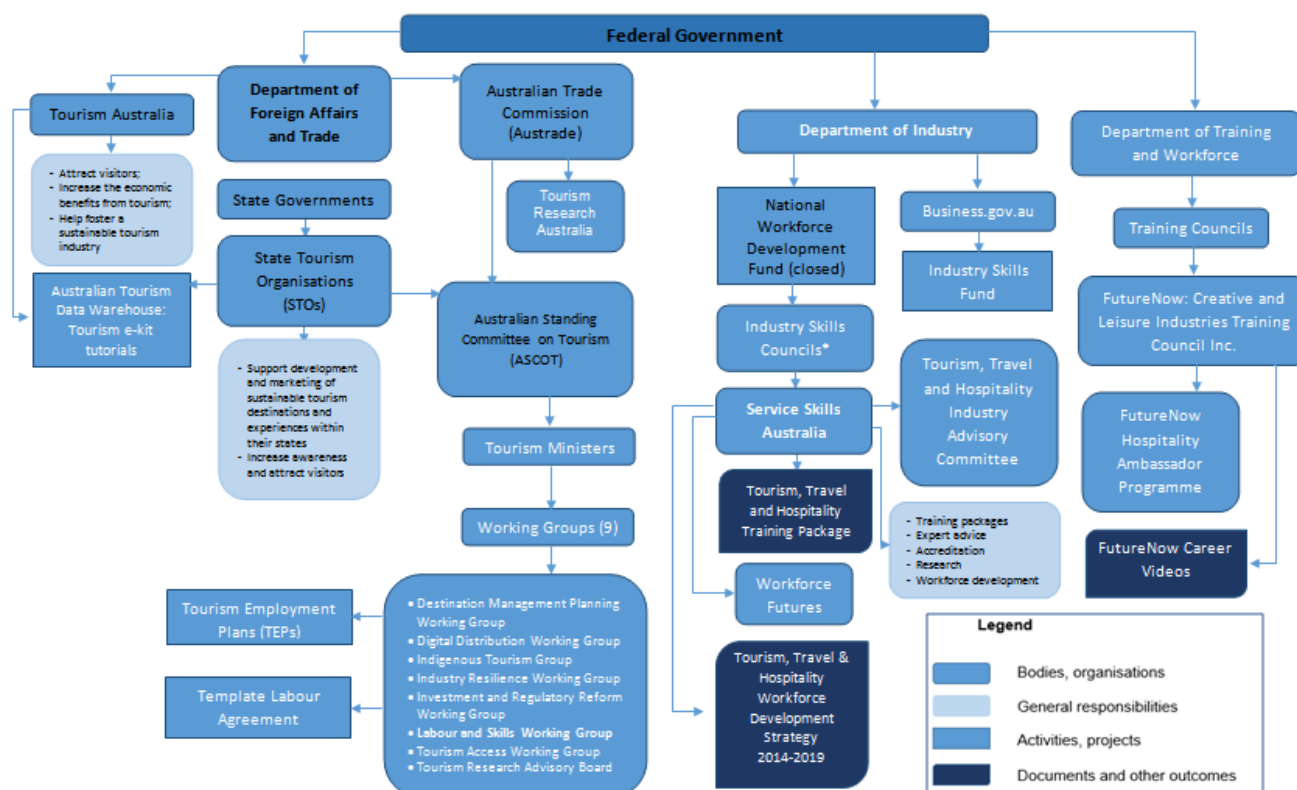 Federal Government
Department of
Foreign Affairs
and Trade
Australian Trade
Commission
(Austrade)
Tourism Australia
Department of Industry
Department of Training
and Workforce
- Attract visitors;
- Increase the economic
benefits from tourism;
- Help foster a
sustainable tourism
industry
State Governments
Tourism
Research
Australia
National
Workforce
Development
Fund (closed)
Business.gov.au
Training Councils
State Tourism
Organisations
(STOs)
Industry Skills
Fund
Australian Tourism
Data Warehouse:
Tourism e-kit
tutorials
Australian Standing
Committee on Tourism
(ASCOT)
Industry Skills
Councils*
FutureNow: Creative and
Leisure Industries Training
Council Inc.
- Support development
and marketing of
sustainable tourism
destinations and
experiences within
their states
- Increase awareness
and attract visitors
Service Skills
Australia
Tourism, Travel
and Hospitality
Industry
Advisory
Committee
FutureNow
Hospitality
Ambassador
Programme
Tourism Ministers
Tourism, Travel
and Hospitality
Training Package
Working Groups (9)
- Training packages
- Expert advice
- Accreditation
- Research
- Workforce development
FutureNow Career
Videos
Workforce
Futures
Tourism Employment
Plans (TEPs)
Template Labour
Agreement
• Destination Management Planning
Working Group
• Digital Distribution Working Group
• Indigenous Tourism Group
• Industry Resilience Working Group
• Investment and Regulatory Reform
Working Group
• Labour and Skills Working Group
• Tourism Access Working Group
• Tourism Research Advisory Board
Tourism, Travel &
Hospitality
Workforce
Development
Strategy
2014-2019
Legend
Bodies, organisations
General responsibilities
Activities, projects
Documents and other outcomes